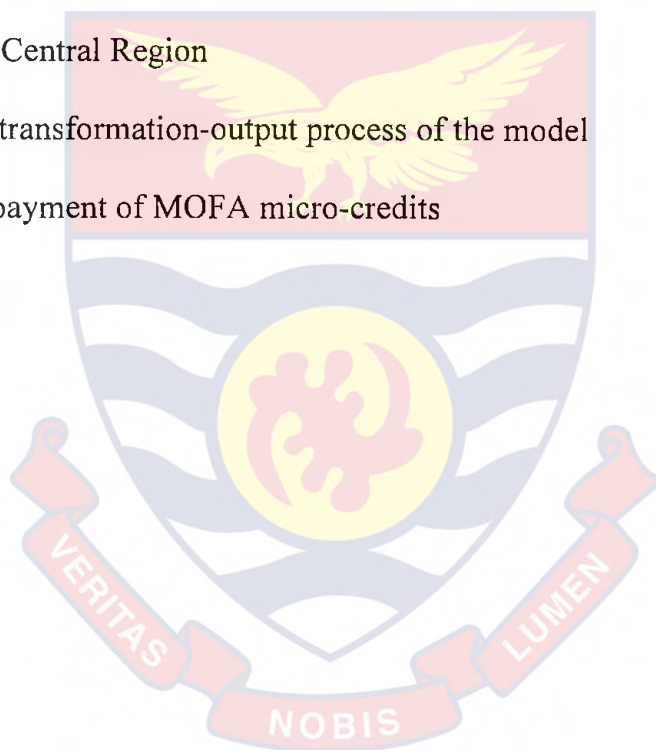 Central Region
transformation-output process of the model
payment of MOFA micro-credits
VERITAS
NOBIS
LUMEN